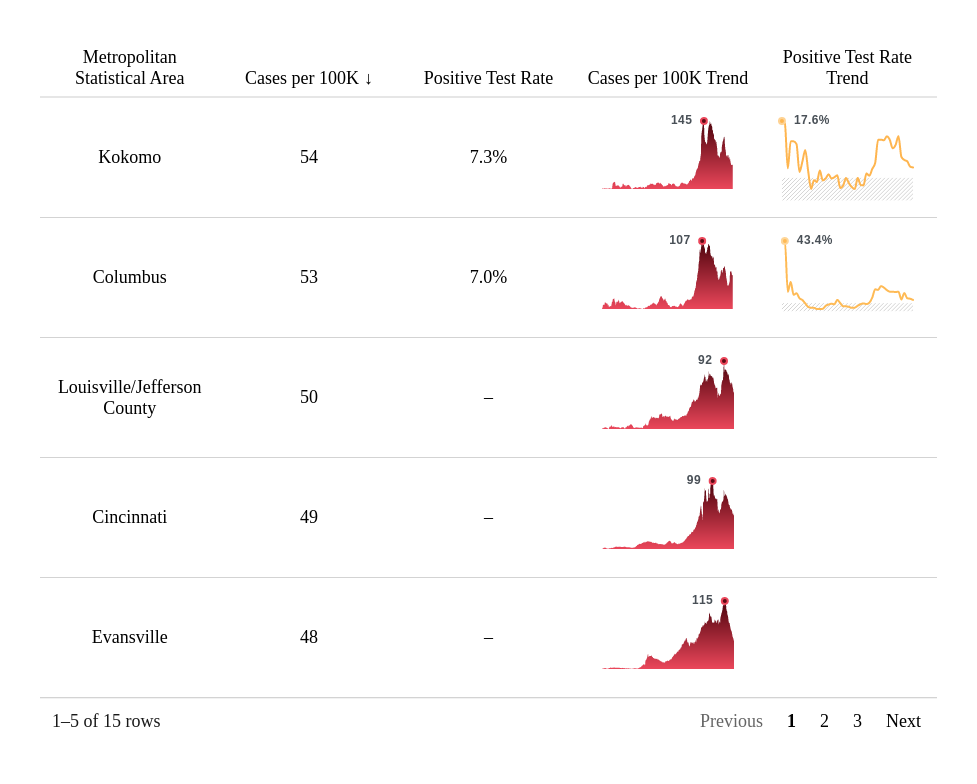 Metropolitan
Statistical Area
Cases per 100K ↓
Positive Test Rate
Cases per 100K Trend
Positive Test Rate
Trend
Kokomo
54
7.3%
145
17.6%
Columbus
53
7.0%
107
43.4%
Louisville/Jefferson
County
50
–
92
Cincinnati
49
–
99
Evansville
48
–
115
1–5 of 15 rows
Previous 1 2 3 Next